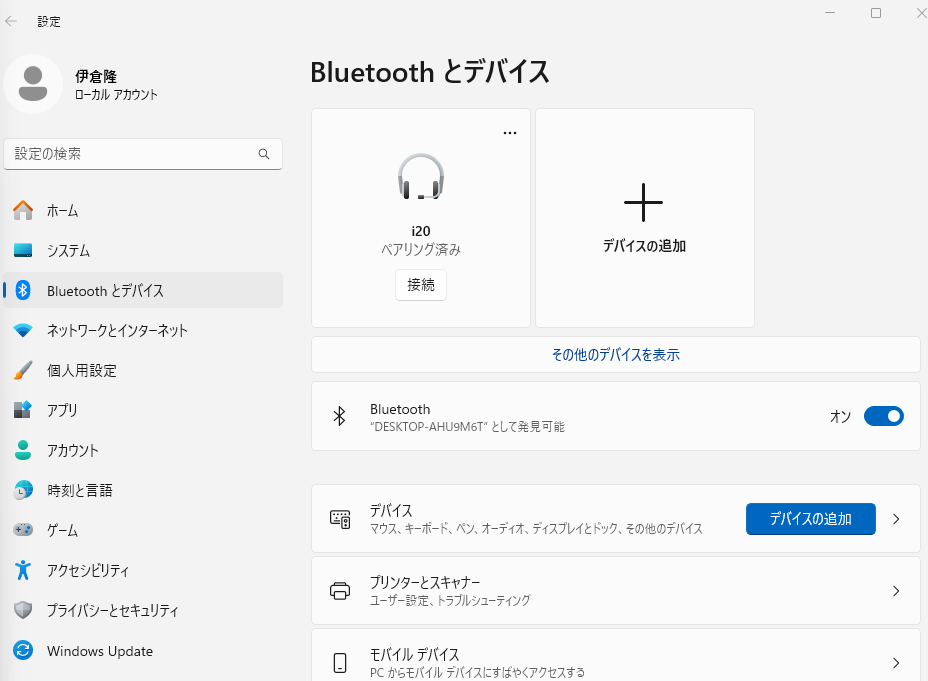 設定
伊倉隆
ローカル アカウント
設定の検索
ホーム
システム
Bluetooth とデバイス
ネットワークとインターネット
個人用設定
アプリ
アカウント
時刻と言語
ゲーム
アクセシビリティ
プライバシーとセキュリティ
Windows Update
Bluetooth とデバイス
i20
ペアリング済み
接続
デバイスの追加
その他のデバイスを表示
Bluetooth
"DESKTOP-AHU9M6T" として発見可能
オン
デバイス
マウス、キーボード、ペン、オーディオ、ディスプレイとドック、その他のデバイス
デバイスの追加
プリンターとスキャナー
ユーザー設定、トラブルシューティング
モバイル デバイス
PC からモバイル デバイスにすばやくアクセスする